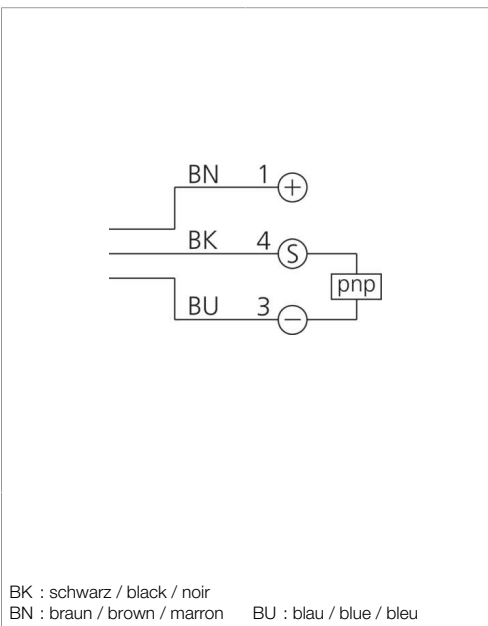 BN 1 +
BK 4 S
pnp
BU 3 −
BK : schwarz / black / noir
BN : braun / brown / marron BU : blau / blue / bleu